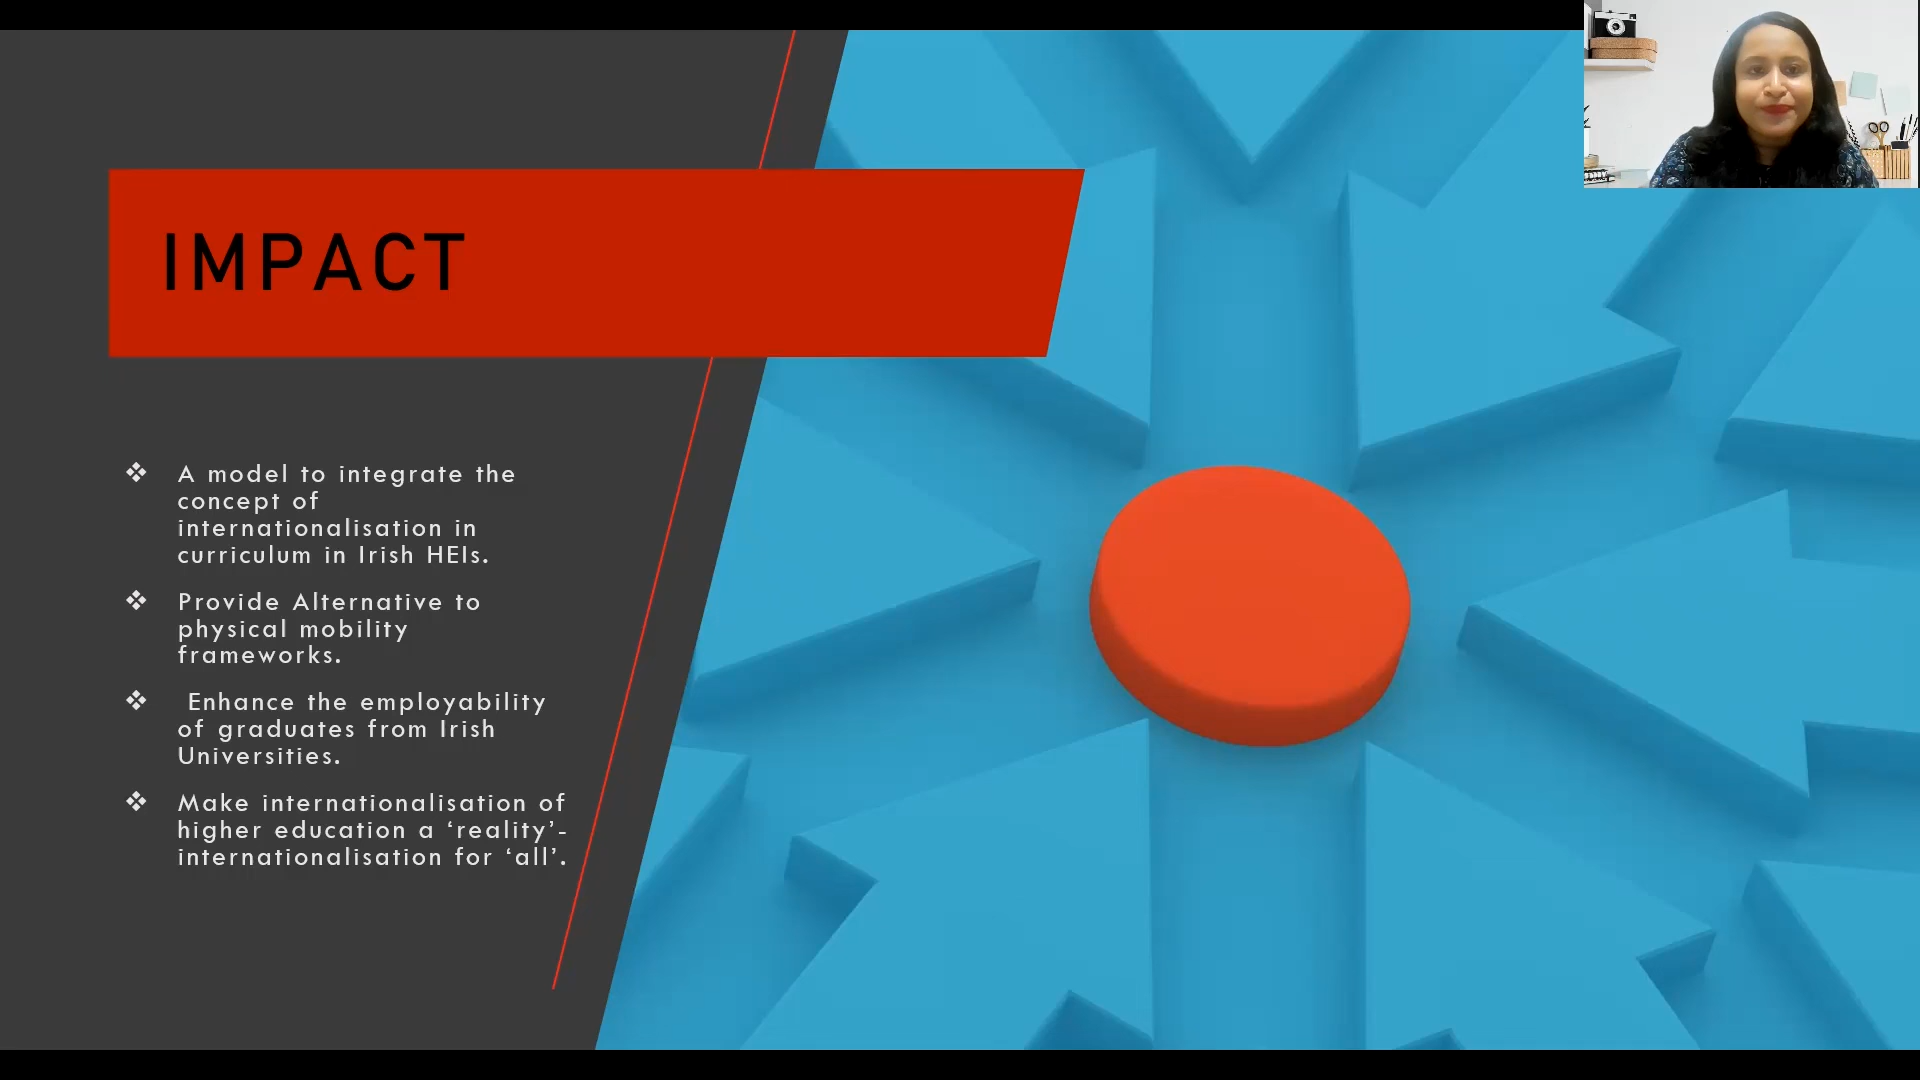 IMPACT
❖ A model to integrate the
concept of
internationalisation in
curriculum in Irish HEIs.
❖ Provide Alternative to
physical mobility
frameworks.
❖ Enhance the employability
of graduates from Irish
Universities.
❖ Make internationalisation of
higher education a ‘reality’-
internationalisation for ‘all’.